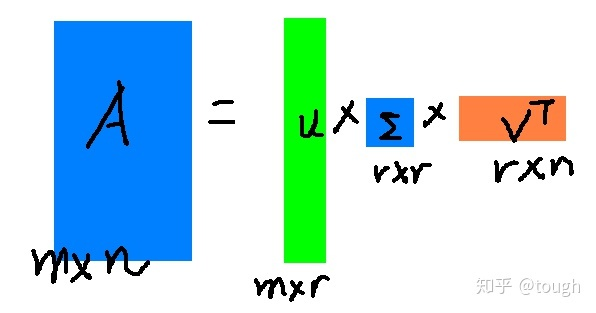 A = u × Σ × V^T
m×n
m×r
r×r
r×n
知乎 @tough